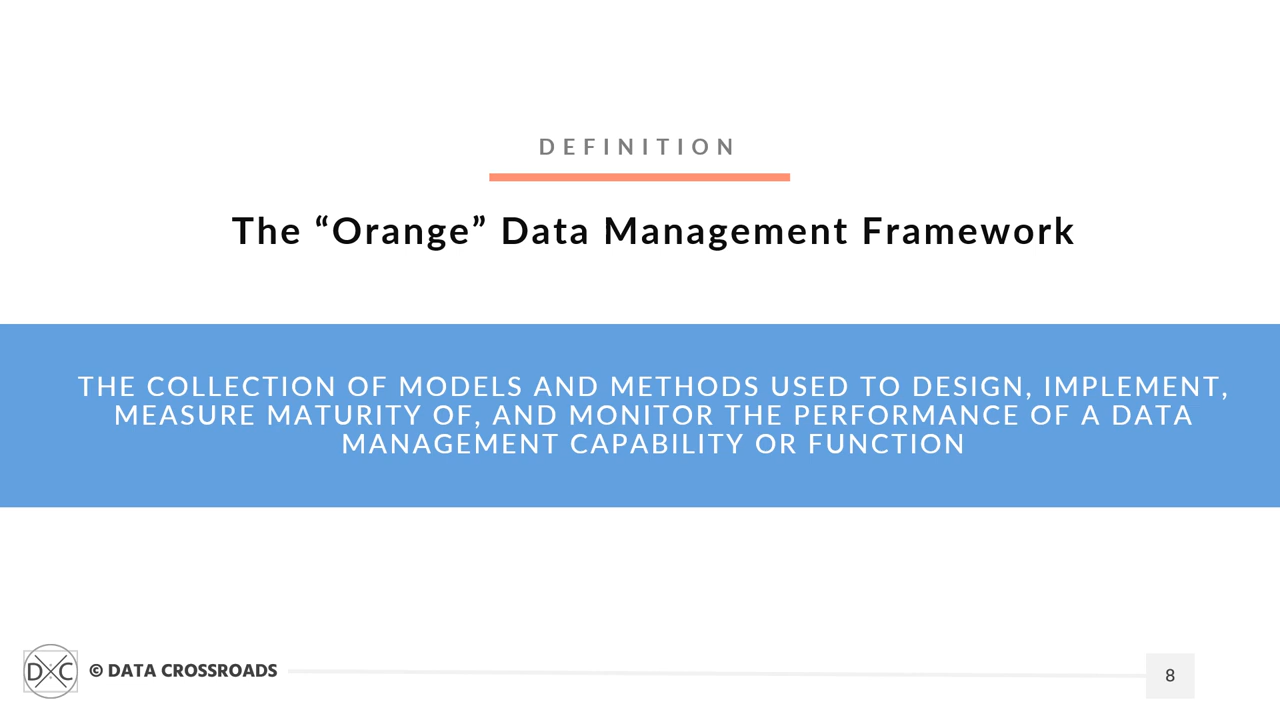 DEFINITION
The “Orange” Data Management Framework
THE COLLECTION OF MODELS AND METHODS USED TO DESIGN, IMPLEMENT,
MEASURE MATURITY OF, AND MONITOR THE PERFORMANCE OF A DATA
MANAGEMENT CAPABILITY OR FUNCTION
DXC
© DATA CROSSROADS
8